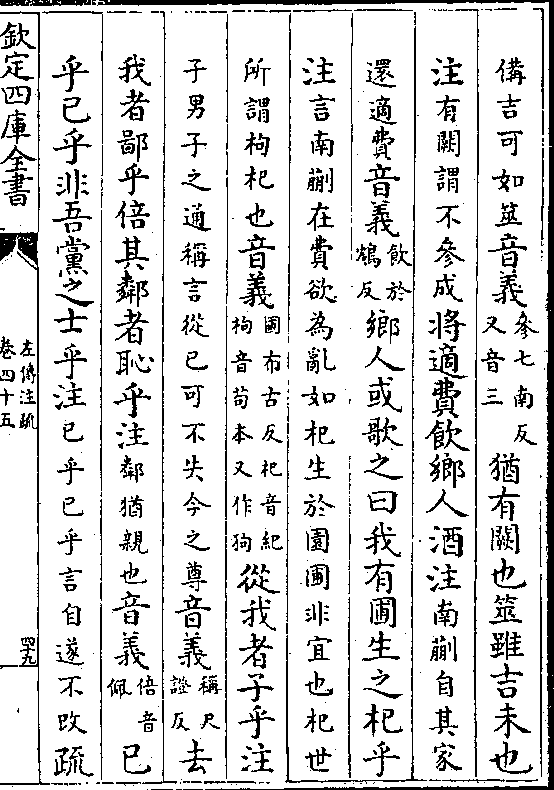 備吉可如筮音義參七南反又音三猶有闕也筮雖吉未也
注有闕謂不參成將適費飲鄉人酒注南蒯自其家
還適費音義飲於鴆反鄉人或歌之曰我有圃生之杞乎
注言南蒯在費欲為亂如杞生於園圃非宜也杞世
所謂枸杞也音義圃布古反杞音紀枸音苟本又作狗從我者子乎注
子男子之通稱言從已可不失今之尊音義稱尺證反去
我者鄙乎倍其鄰者恥乎注鄰猶親也音義倍音佩已
乎已乎非吾黨之士乎注已乎已乎言自遂不改疏
欽定四庫全書
左傳注疏
卷四十五
四九